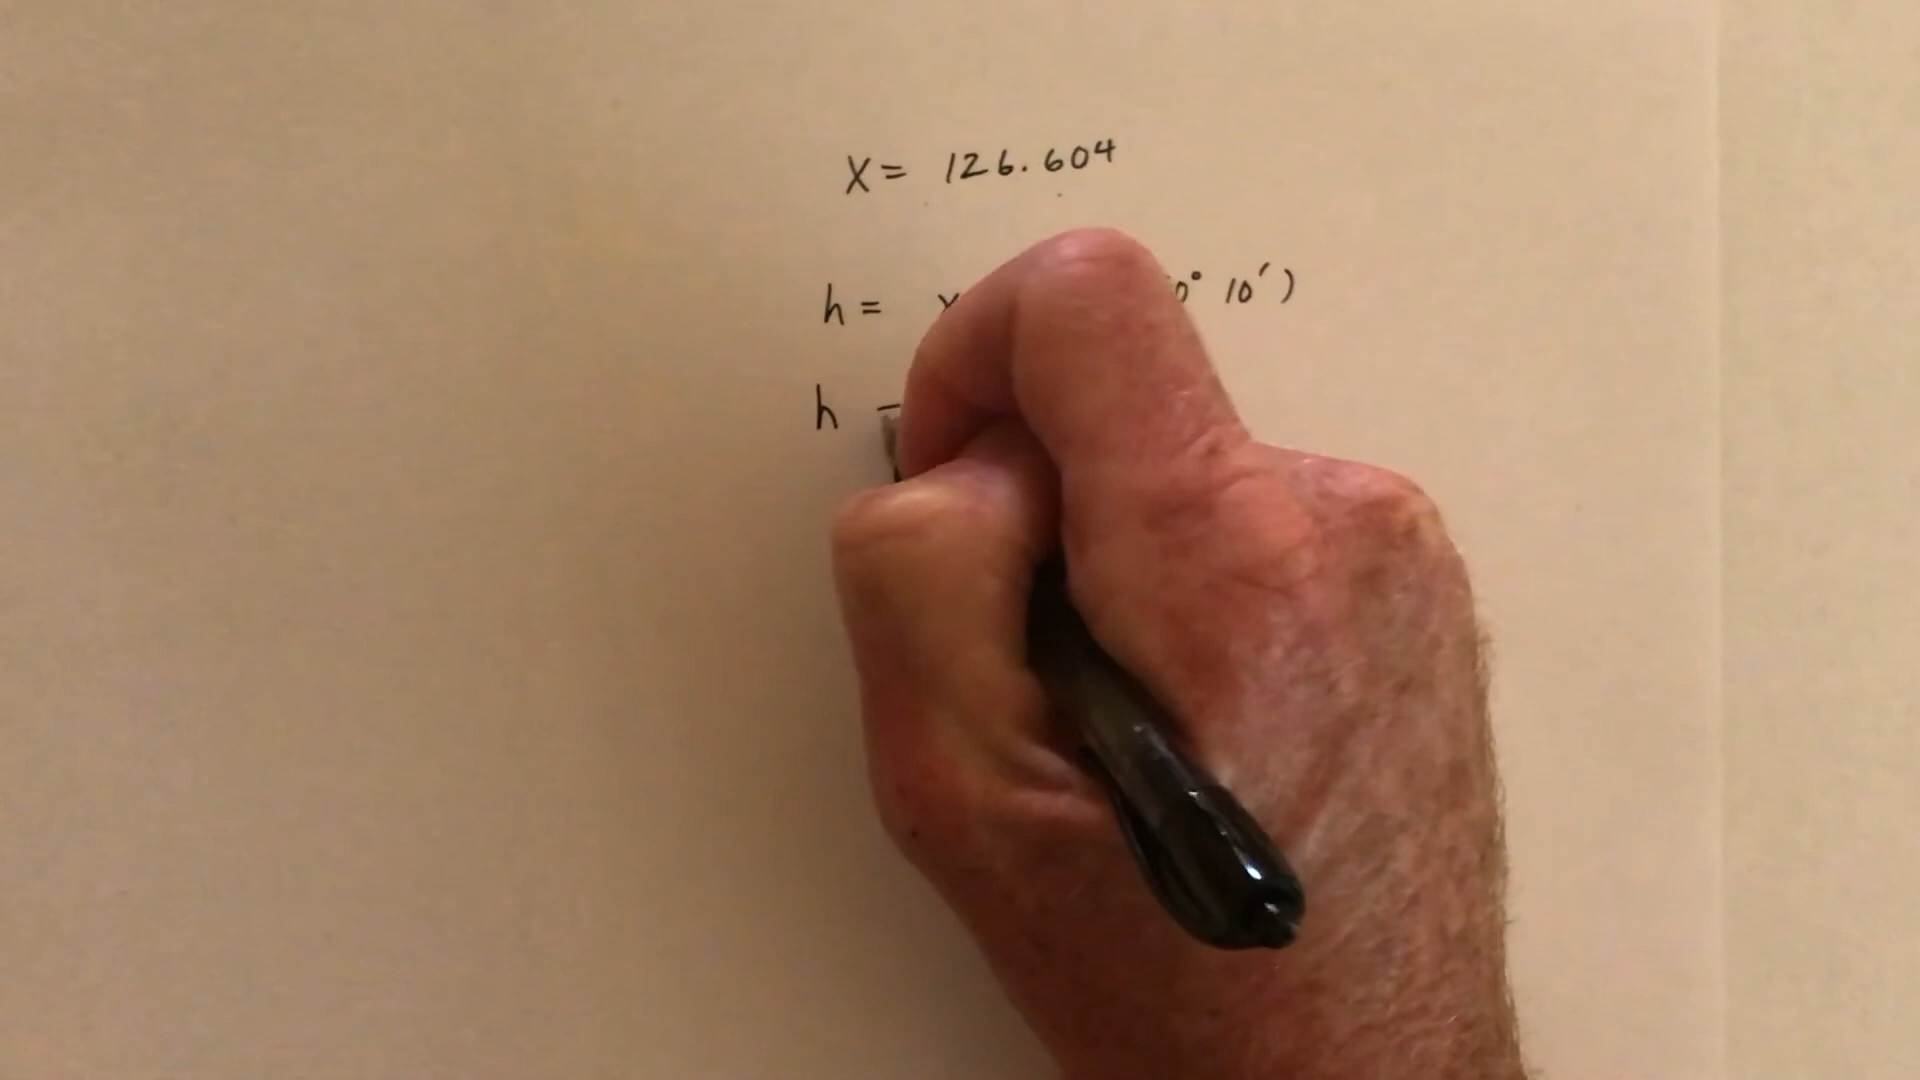 X = 126.604
h = x 0° 10′)
h =